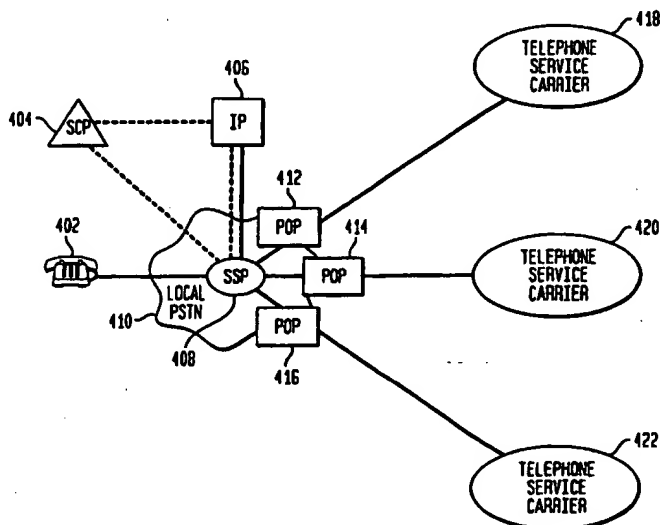 418
TELEPHONE
SERVICE
CARRIER
406
IP
404
SCP
412
POP
414
POP
402
420
TELEPHONE
SERVICE
CARRIER
SSP
LOCAL
PSTN
410
408
POP
416
422
TELEPHONE
SERVICE
CARRIER